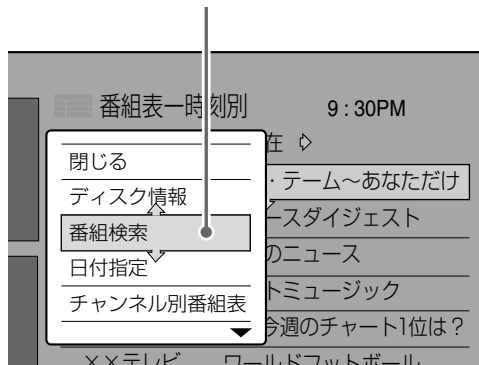 番組表ー時刻別 9:30PM
在
閉じる
・テーム～あなただけ
ディスク情報
ースダイジェスト
番組検索
のニュース
日付指定
トミュージック
チャンネル別番組表
今週のチャート1位は?
××テレビ ワールドフットボール